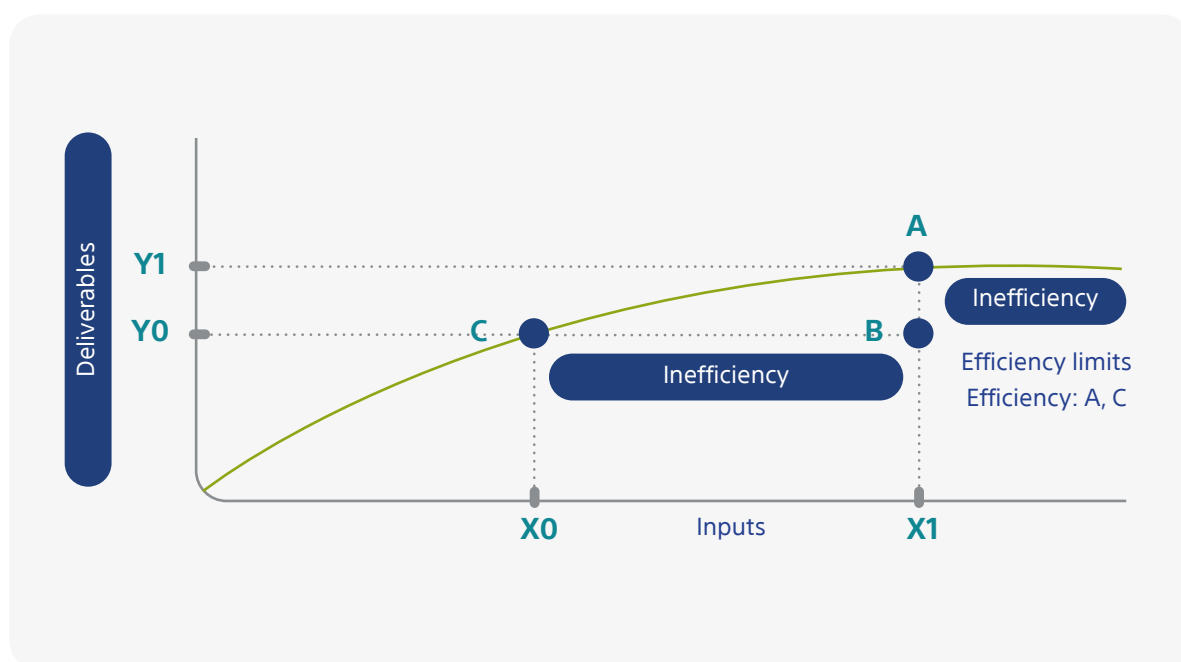 Deliverables
A
Y1
Inefficiency
Y0
C
B
Inefficiency
Efficiency limits
Efficiency: A, C
X0
Inputs
X1